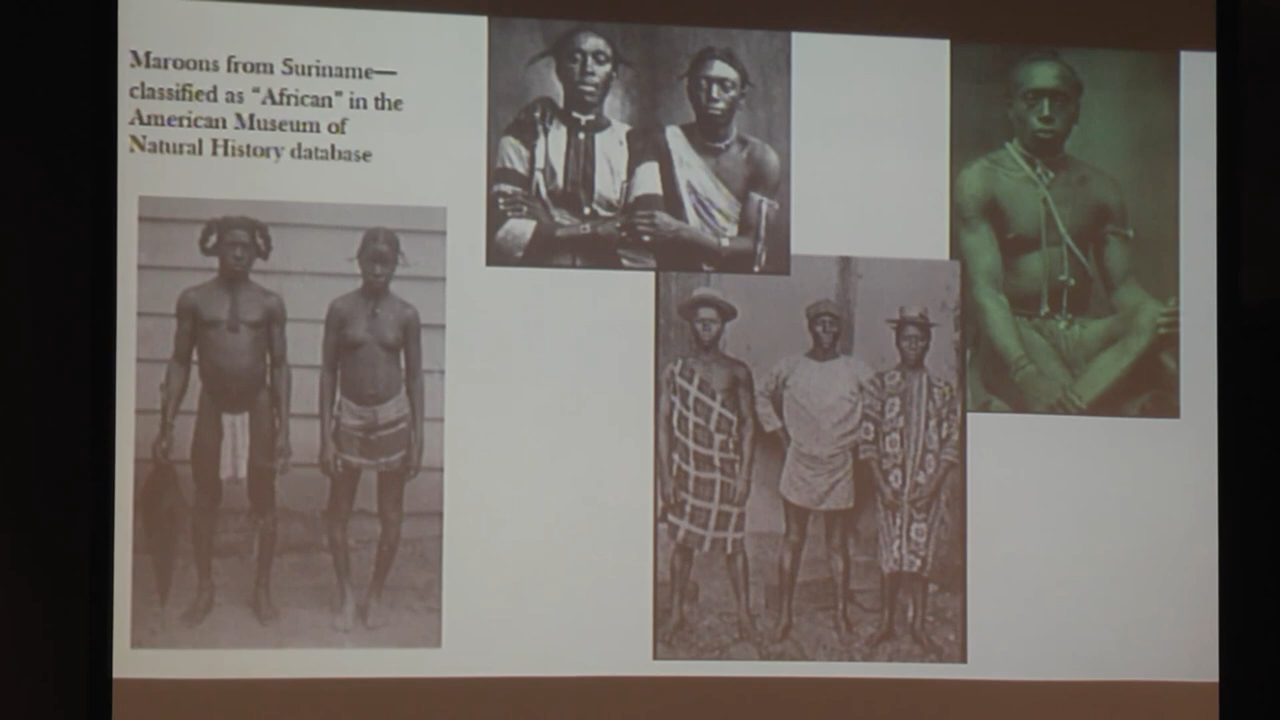 Maroons from Suriname—
classified as “African” in the
American Museum of
Natural History database